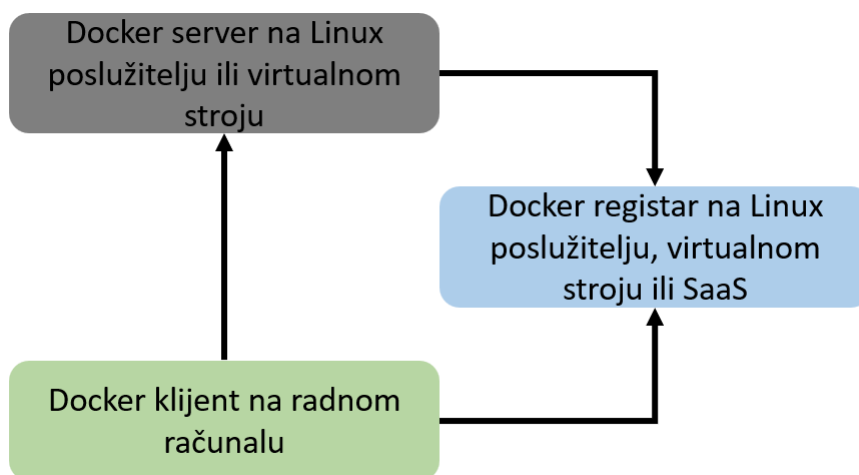 Docker server na Linux
poslužitelju ili virtualnom
stroju
Docker registar na Linux
poslužitelju, virtualnom
stroju ili SaaS
Docker klijent na radnom
računalu